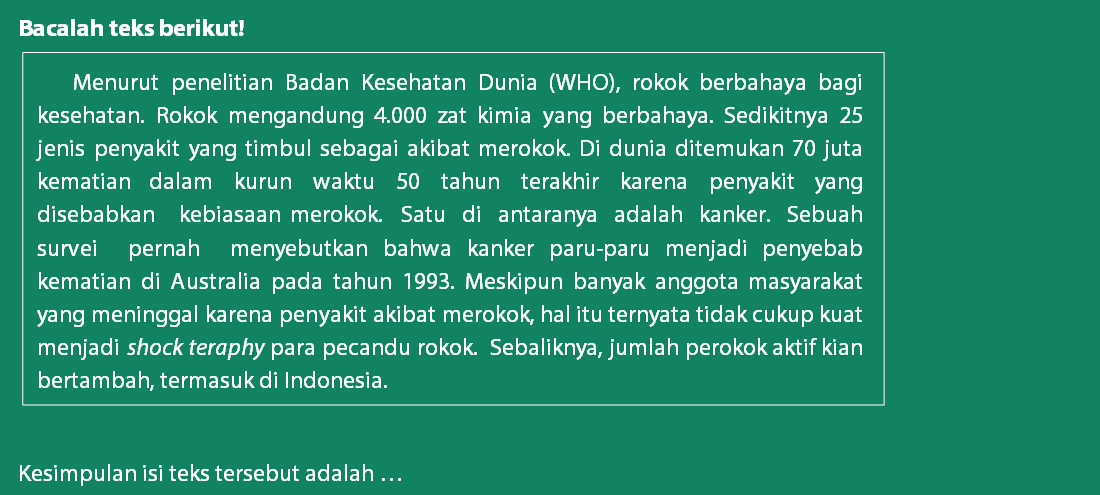 Bacalah teks berikut!
Menurut penelitian Badan Kesehatan Dunia (WHO), rokok berbahaya bagi
kesehatan. Rokok mengandung 4.000 zat kimia yang berbahaya. Sedikitnya 25
jenis penyakit yang timbul sebagai akibat merokok. Di dunia ditemukan 70 juta
kematian dalam kurun waktu 50 tahun terakhir karena penyakit yang
disebabkan kebiasaan merokok. Satu di antaranya adalah kanker. Sebuah
survei pernah menyebutkan bahwa kanker paru-paru menjadi penyebab
kematian di Australia pada tahun 1993. Meskipun banyak anggota masyarakat
yang meninggal karena penyakit akibat merokok, hal itu ternyata tidak cukup kuat
menjadi shock teraphy para pecandu rokok. Sebaliknya, jumlah perokok aktif kian
bertambah, termasuk di Indonesia.
Kesimpulan isi teks tersebut adalah ...